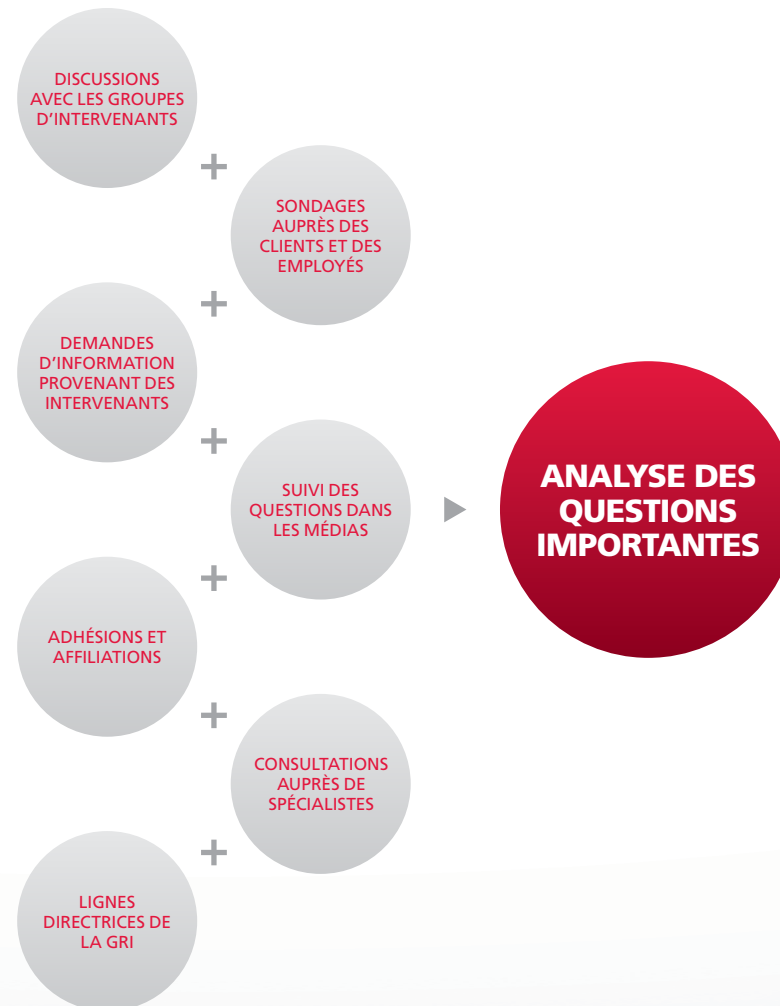 DISCUSSIONS
AVEC LES GROUPES
D'INTERVENANTS
+
SONDAGES
AUPRÈS DES
CLIENTS ET DES
EMPLOYÉS
+
DEMANDES
D'INFORMATION
PROVENANT DES
INTERVENANTS
+
SUIVI DES
QUESTIONS DANS
LES MÉDIAS
+
ADHÉSIONS ET
AFFILIATIONS
+
CONSULTATIONS
AUPRÈS DE
SPÉCIALISTES
+
LIGNES
DIRECTRICES DE
LA GRI
ANALYSE DES
QUESTIONS
IMPORTANTES